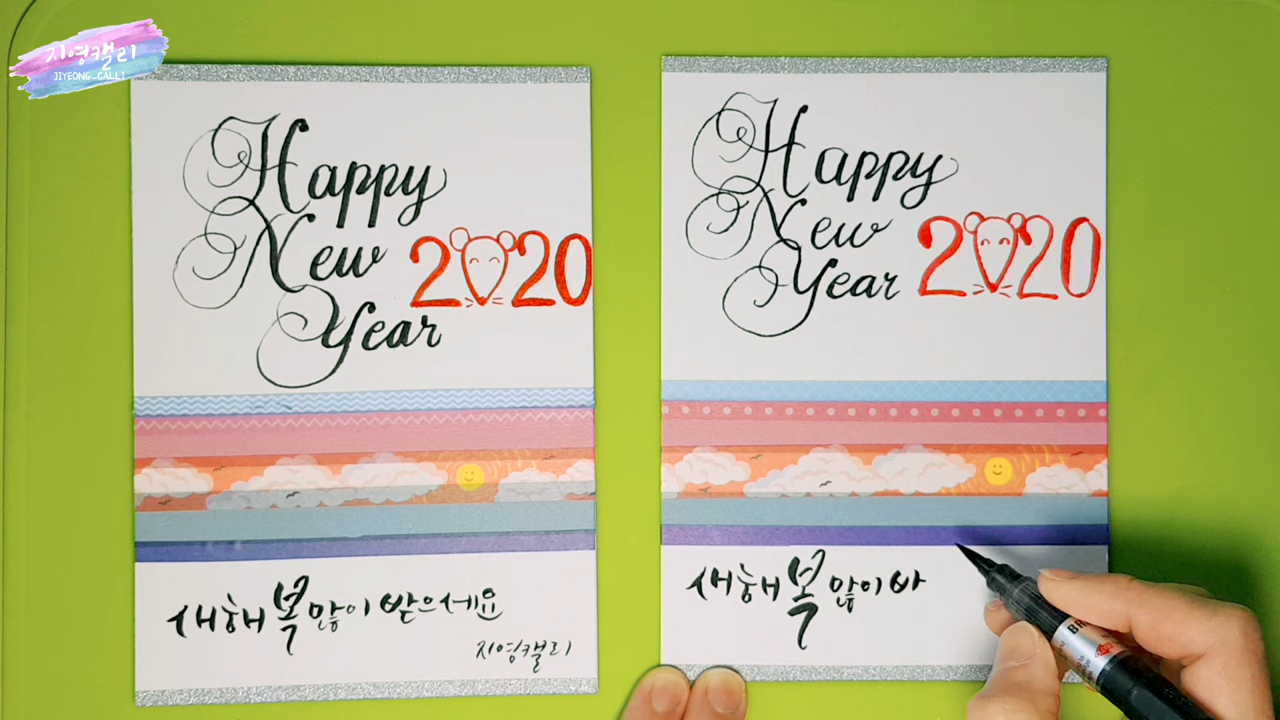 지영캘리
JIYEONG_CALLI
Happy
New 2020
Year
새해 복 많이 받으세요
지영캘리
Happy
New 2020
Year
새해 복 많이 바
BR